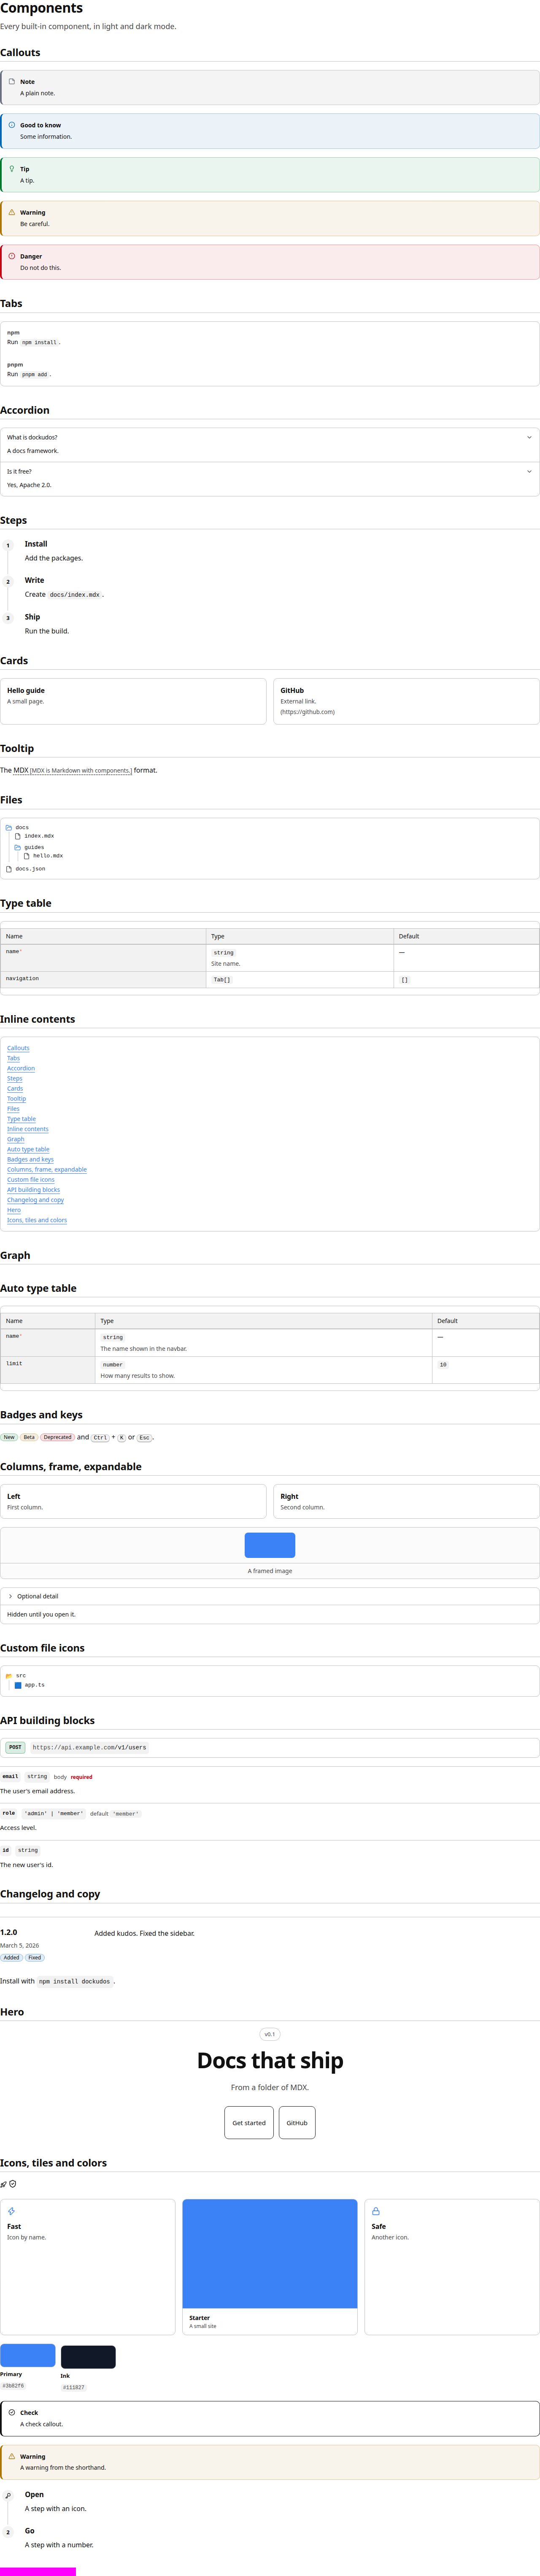 Components
Every built-in component, in light and dark mode.
Callouts
Note
A plain note.
Good to know
Some information.
Tip
A tip.
Warning
Be careful.
Danger
Do not do this.
Tabs
npm
Run npm install.
pnpm
Run pnpm add.
Accordion
What is dockudos?
A docs framework.
Is it free?
Yes, Apache 2.0.
Steps
1 Install
Add the packages.
2 Write
Create docs/index.mdx.
3 Ship
Run the build.
Cards
Hello guide
A small page.
GitHub
External link.
(https://github.com)
Tooltip
The MDX [MDX is Markdown with components.] format.
Files
docs
index.mdx
guides
hello.mdx
docs.json
Type table
Name Type Default
name* string —
Site name.
navigation Tab[] []
Inline contents
Callouts
Tabs
Accordion
Steps
Cards
Tooltip
Files
Type table
Inline contents
Graph
Auto type table
Badges and keys
Columns, frame, expandable
Custom file icons
API building blocks
Changelog and copy
Hero
Icons, tiles and colors
Graph
Auto type table
Name Type Default
name* string —
The name shown in the navbar.
limit number 10
How many results to show.
Badges and keys
New Beta Deprecated and Ctrl + K or Esc.
Columns, frame, expandable
Left
First column.
Right
Second column.
A framed image
Optional detail
Hidden until you open it.
Custom file icons
src
app.ts
API building blocks
POST https://api.example.com/v1/users
email string body required
The user's email address.
role 'admin' | 'member' default 'member'
Access level.
id string
The new user's id.
Changelog and copy
1.2.0
March 5, 2026
Added Fixed
Added kudos. Fixed the sidebar.
Install with npm install dockudos.
Hero
v0.1
Docs that ship
From a folder of MDX.
Get started GitHub
Icons, tiles and colors
Fast
Icon by name.
Starter
A small site
Safe
Another icon.
Primary
#3b82f6
Ink
#111827
Check
A check callout.
Warning
A warning from the shorthand.
Open
A step with an icon.
2 Go
A step with a number.